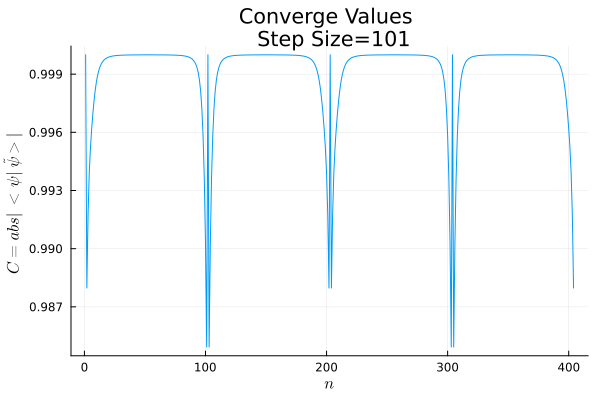 Converge Values
Step Size=101
0.999
0.996
0.993
0.990
0.987
C = abs| < ψ| ψ̃ > |
0 100 200 300 400
n